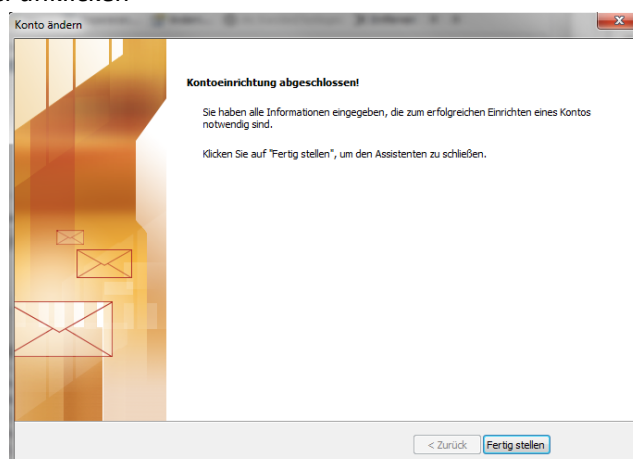 anklicken
Konto ändern
Kontoeinrichtung abgeschlossen!
Sie haben alle Informationen eingegeben, die zum erfolgreichen Einrichten eines Kontos
notwendig sind.
Klicken Sie auf "Fertig stellen", um den Assistenten zu schließen.
< Zurück Fertig stellen